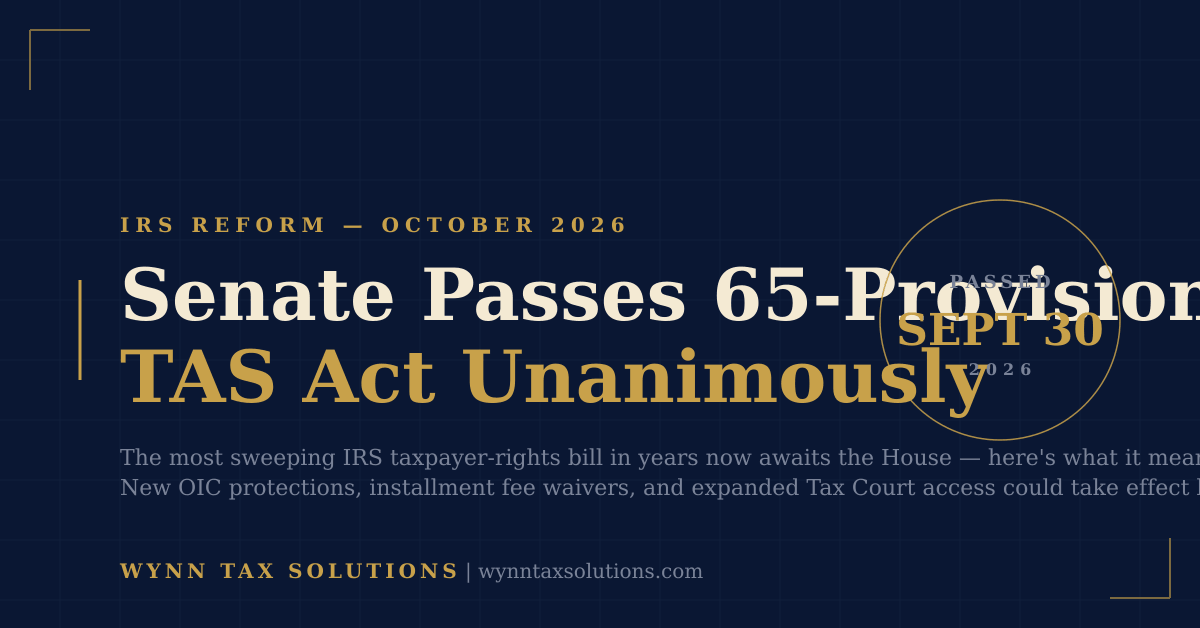 IRS REFORM — OCTOBER 2026
Senate Passes 65-Provision
TAS Act Unanimously
PASSED
SEPT 30
2026
The most sweeping IRS taxpayer-rights bill in years now awaits the House — here's what it mean
New OIC protections, installment fee waivers, and expanded Tax Court access could take effect
WYNN TAX SOLUTIONS | wynntaxsolutions.com